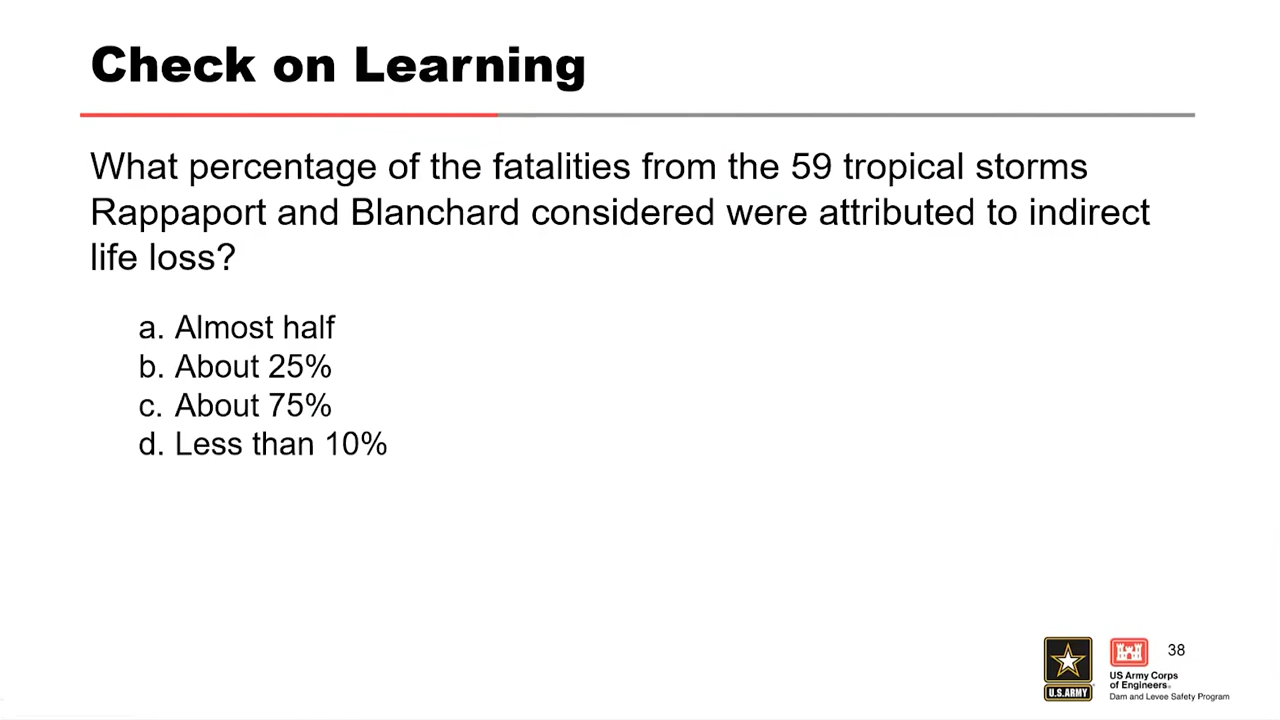 Check on Learning
What percentage of the fatalities from the 59 tropical storms
Rappaport and Blanchard considered were attributed to indirect
life loss?
a. Almost half
b. About 25%
c. About 75%
d. Less than 10%
U.S.ARMY
38
US Army Corps
of Engineers®
Dam and Levee Safety Program